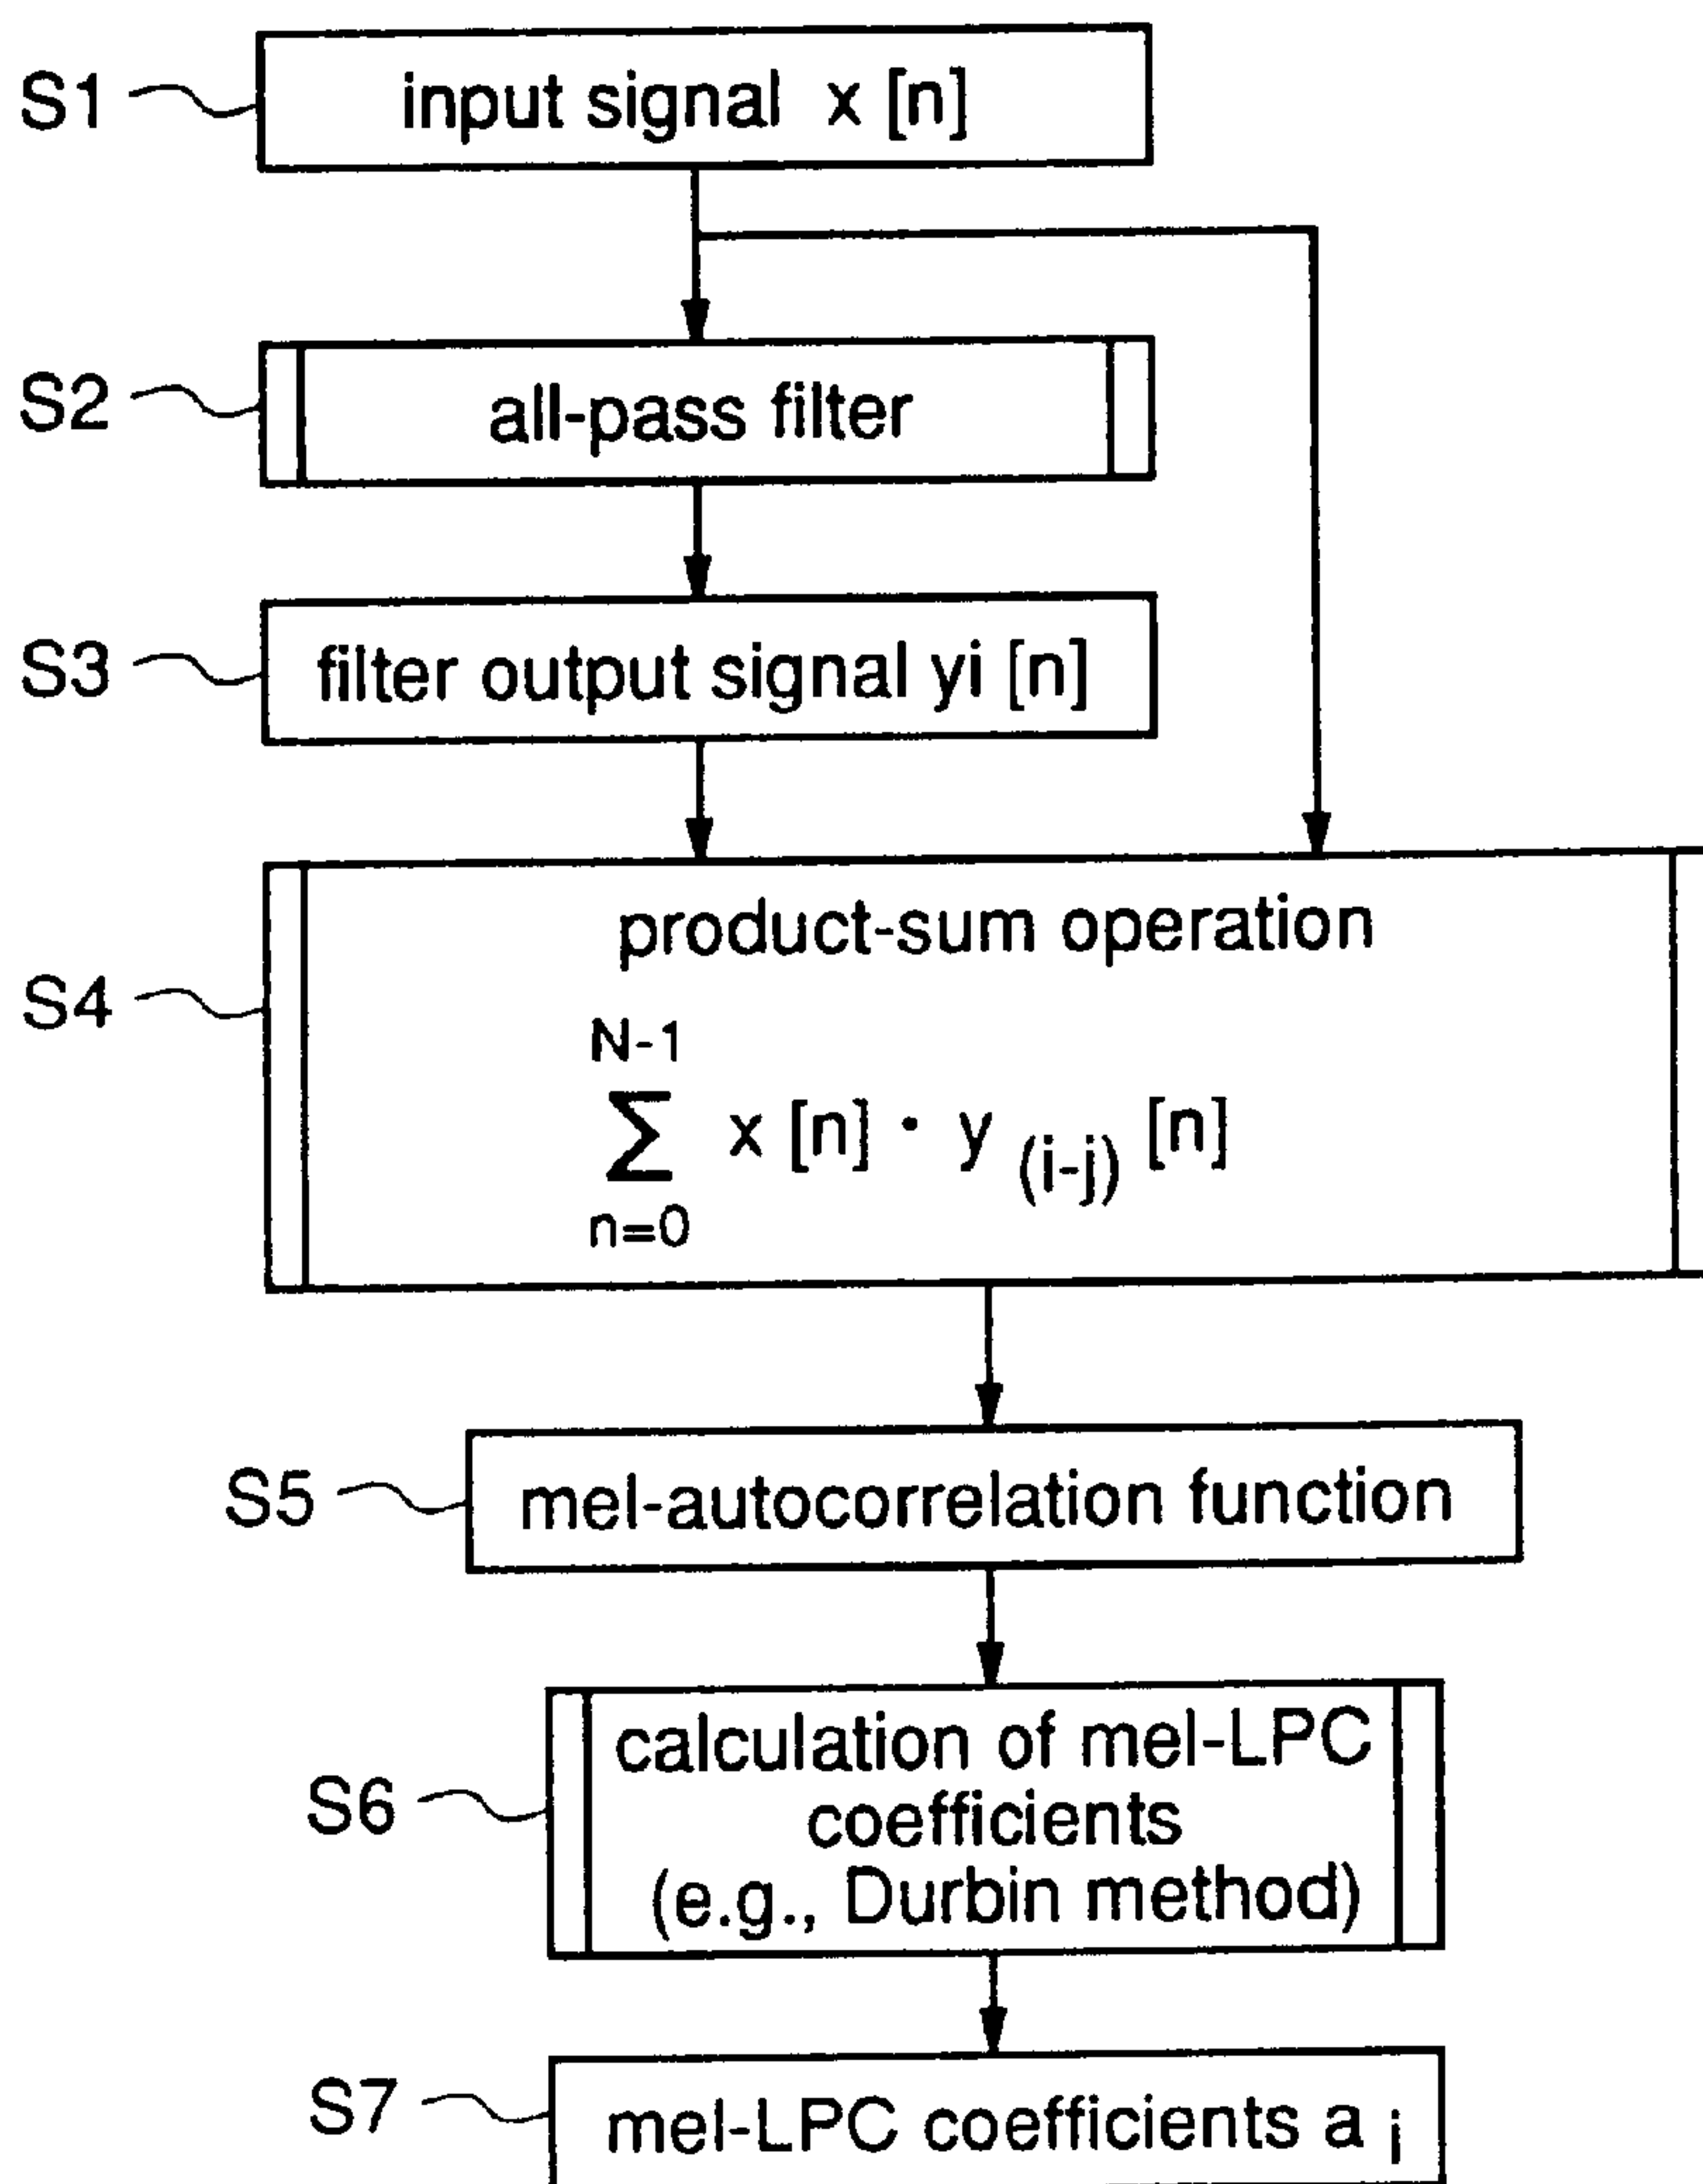 S1 input signal x [n]
S2 all-pass filter
S3 filter output signal yi [n]
product-sum operation
S4
N-1
∑ x [n] · y (i-j) [n]
n=0
S5 mel-autocorrelation function
calculation of mel-LPC
S6 coefficients
(e.g., Durbin method)
S7 mel-LPC coefficients a i